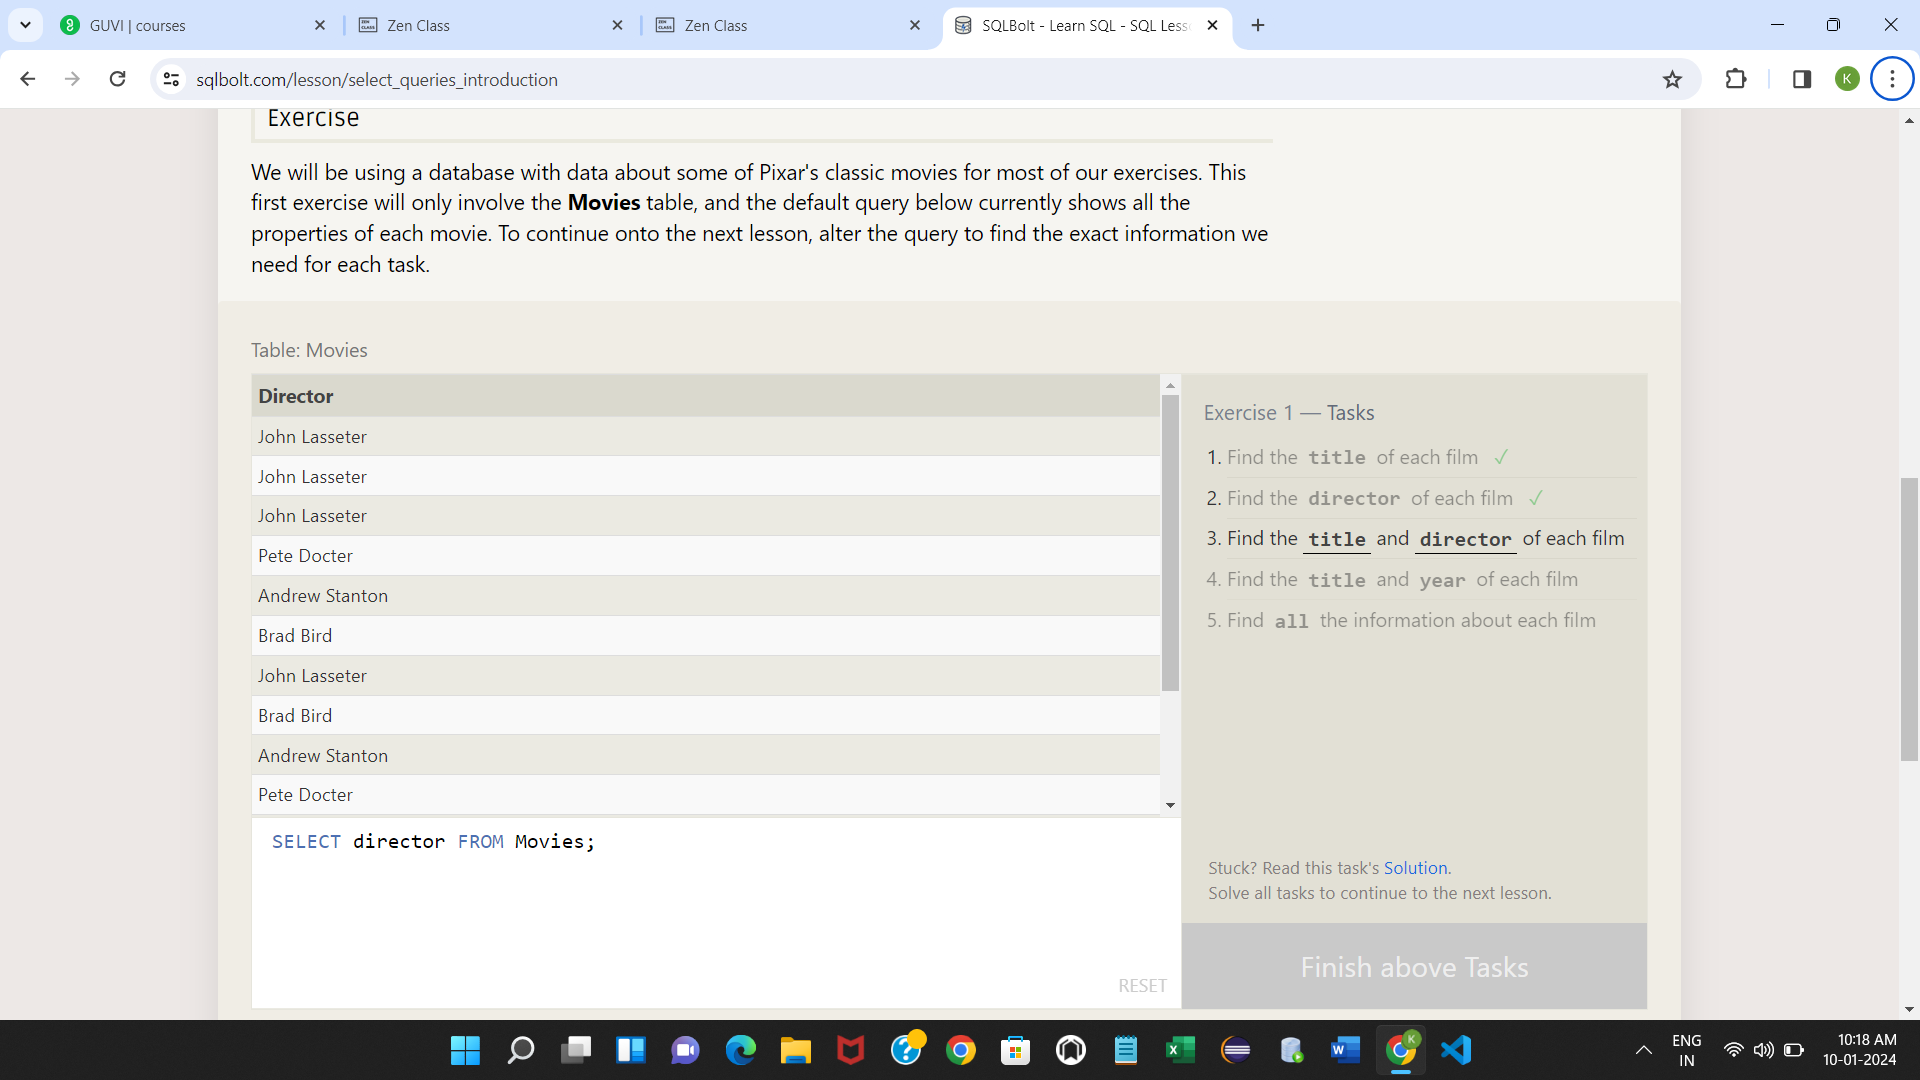 GUVI | courses
Zen Class
Zen Class
SQLBolt - Learn SQL - SQL Less
sqlbolt.com/lesson/select_queries_introduction
K
Exercise
We will be using a database with data about some of Pixar's classic movies for most of our exercises. This
first exercise will only involve the Movies table, and the default query below currently shows all the
properties of each movie. To continue onto the next lesson, alter the query to find the exact information we
need for each task.
Table: Movies
Director
John Lasseter
John Lasseter
John Lasseter
Pete Docter
Andrew Stanton
Brad Bird
John Lasseter
Brad Bird
Andrew Stanton
Pete Docter
SELECT director FROM Movies;
RESET
Exercise 1 — Tasks
1. Find the title of each film ✓
2. Find the director of each film ✓
3. Find the title and director of each film
4. Find the title and year of each film
5. Find all the information about each film
Stuck? Read this task's Solution.
Solve all tasks to continue to the next lesson.
Finish above Tasks
ENG
IN
10:18 AM
10-01-2024